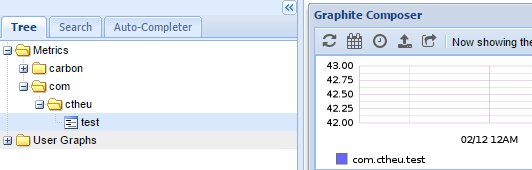 Tree Search Auto-Completer
Metrics
carbon
com
ctheu
test
User Graphs
Graphite Composer
Now showing the
43.00
42.75
42.50
42.25
42.00
02/12 12AM
com.ctheu.test